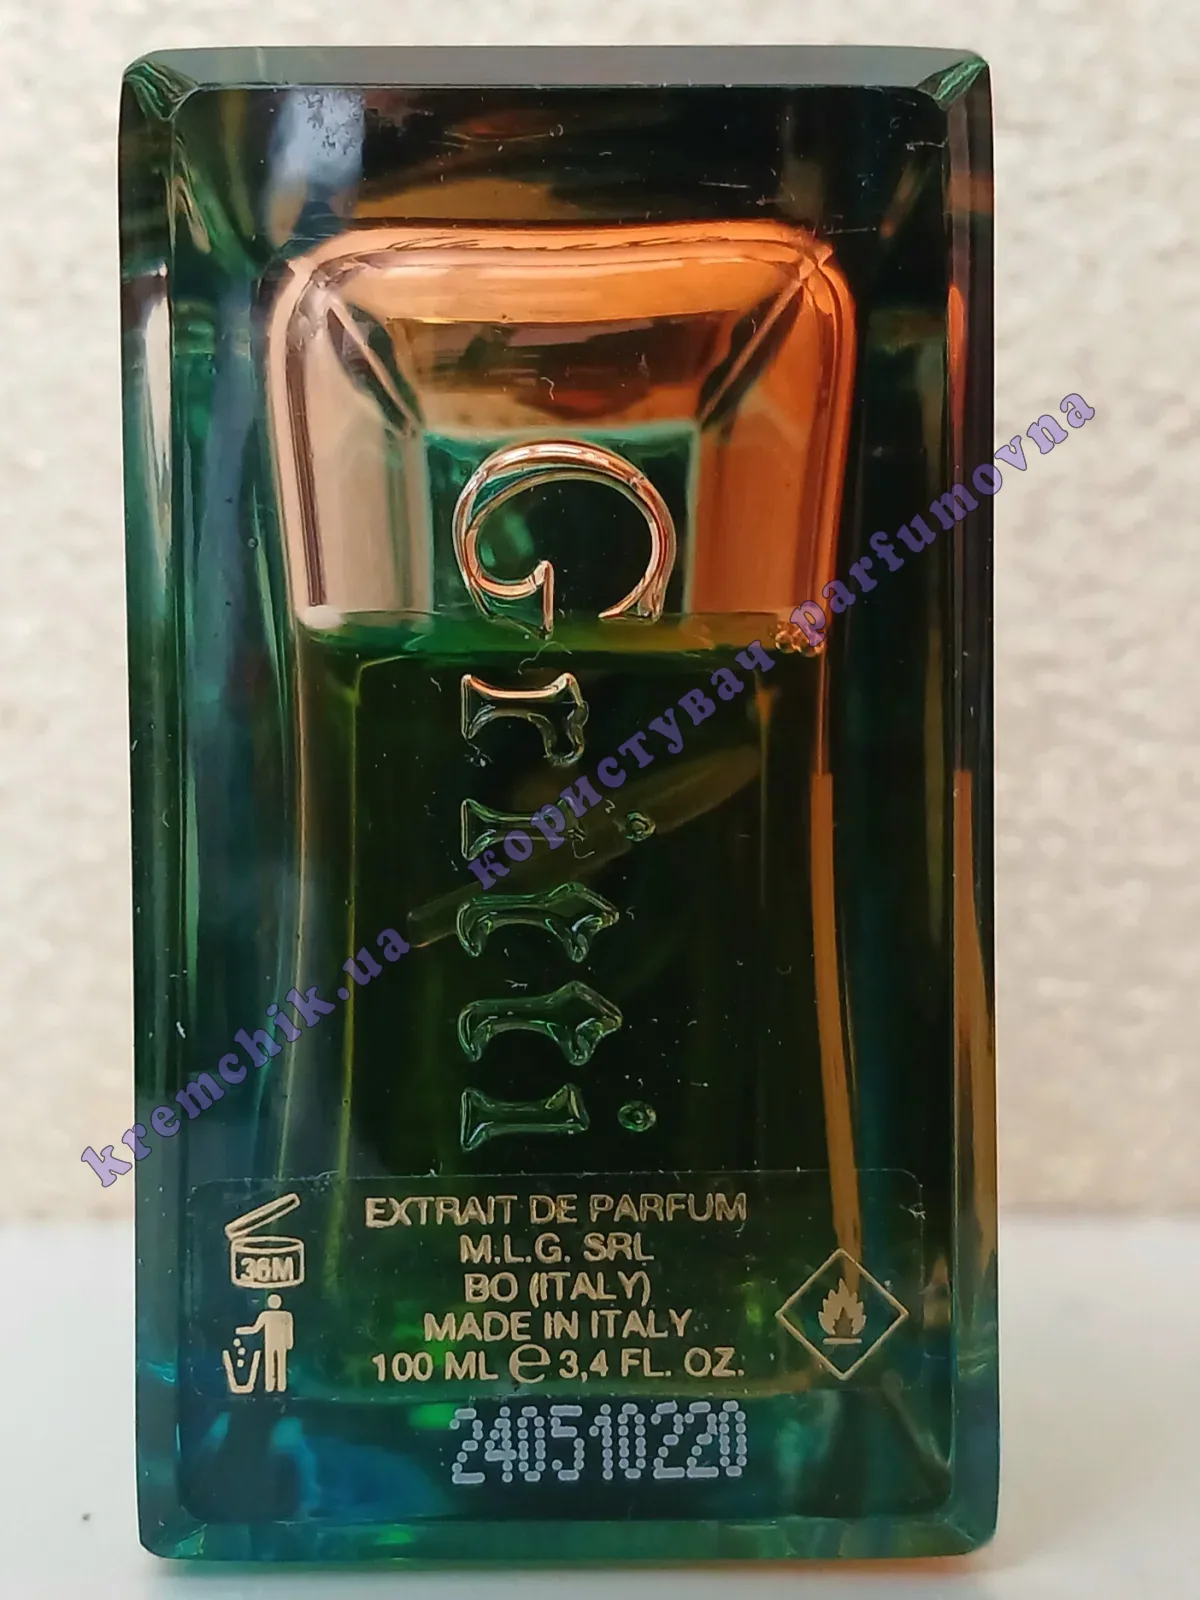 Gritti
kremchik.ua користувач parfumovna
36M
EXTRAIT DE PARFUM
M.L.G. SRL
BO (ITALY)
MADE IN ITALY
100 ML e 3,4 FL. OZ.
240510220